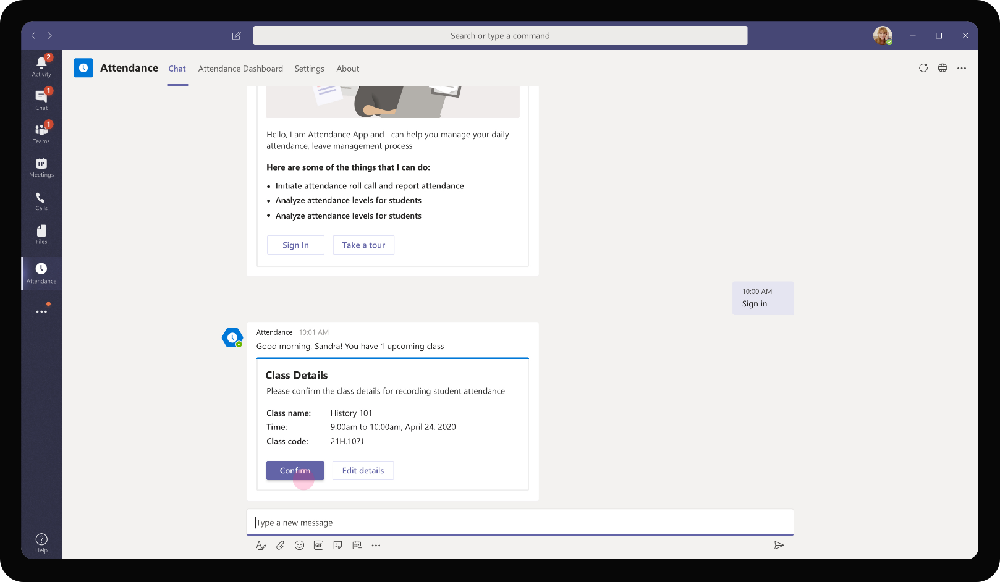 Search or type a command
2
Activity
1
Chat
1
Teams
Meetings
Calls
Files
Attendance
Help
Attendance Chat Attendance Dashboard Settings About
Hello, I am Attendance App and I can help you manage your daily
attendance, leave management process
Here are some of the things that I can do:
• Initiate attendance roll call and report attendance
• Analyze attendance levels for students
• Analyze attendance levels for students
Sign In Take a tour
10:00 AM
Sign in
Attendance 10:01 AM
Good morning, Sandra! You have 1 upcoming class
Class Details
Please confirm the class details for recording student attendance
Class name: History 101
Time: 9:00am to 10:00am, April 24, 2020
Class code: 21H.107J
Confirm Edit details
Type a new message
GIF